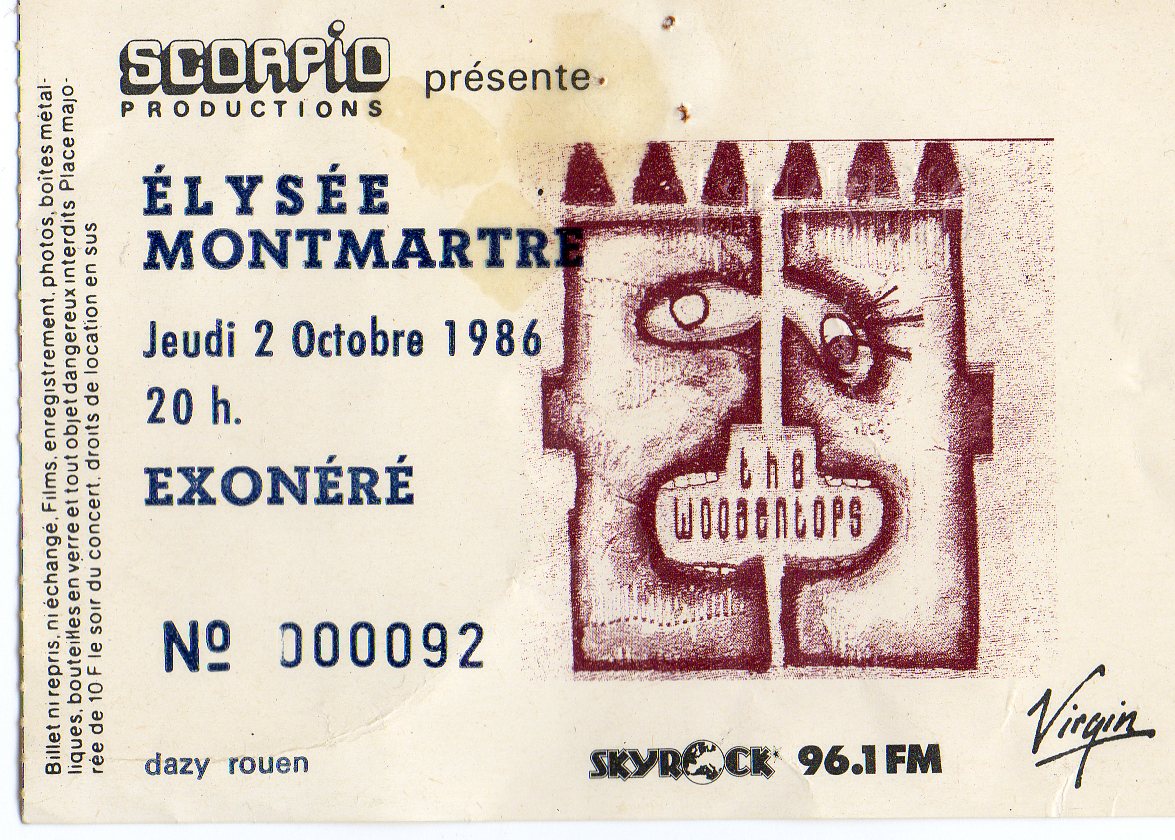 SCORPIO
PRODUCTIONS
présente
ÉLYSÉE
MONTMARTRE
Jeudi 2 Octobre 1986
20 h.
EXONÉRÉ
Nº 000092
dazy rouen
the
woodentops
SKYROCK 96.1 FM
Virgin
Billet ni repris, ni échangé. Films, enregistrement, photos, boites métal-
liques, bouteilles en verre et tout objet dangereux interdits Place majo-
rée de 10 F le soir du concert, droits de location en sus